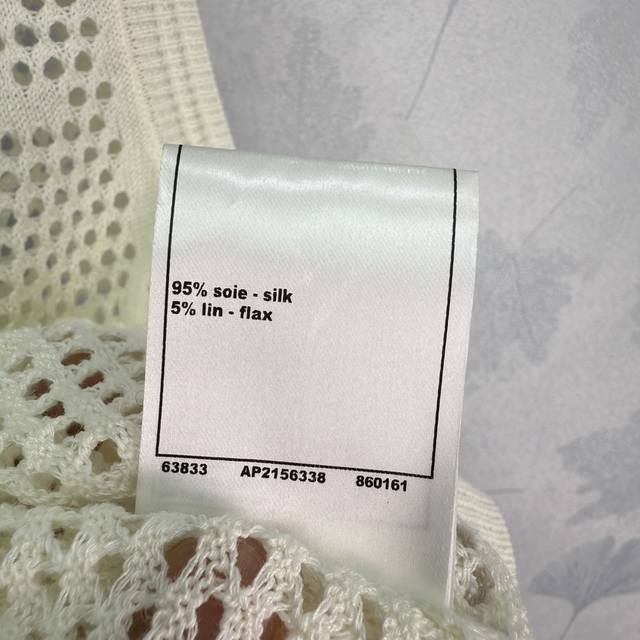 95% soie - silk
5% lin - flax
63833 AP2156338 860161